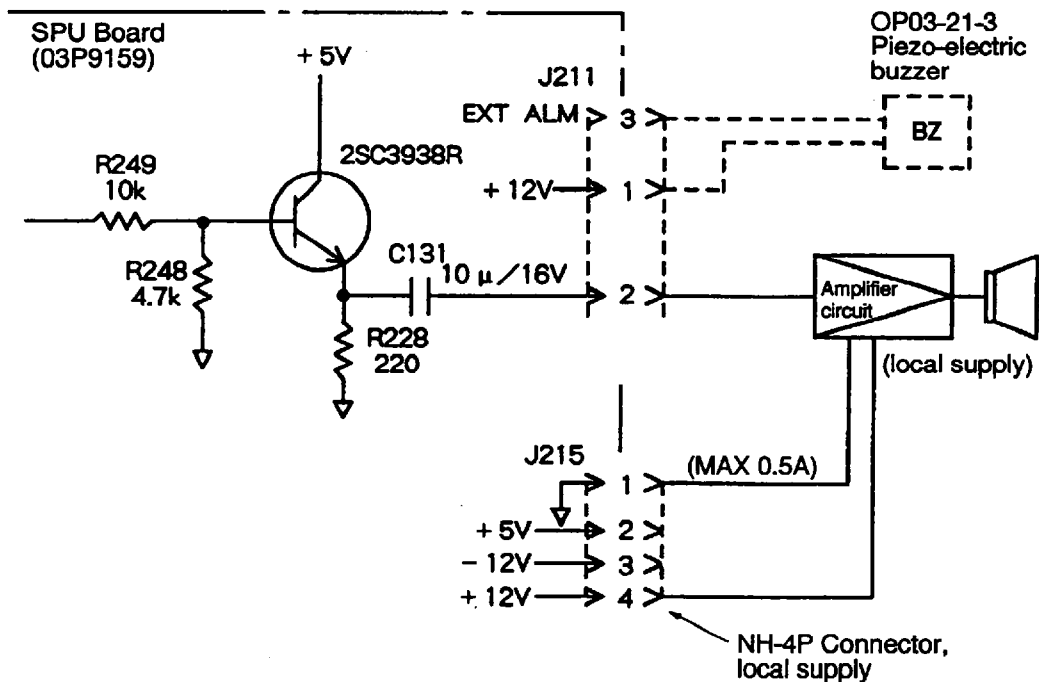 SPU Board
(03P9159)
+5V
J211
OP03-21-3
Piezo-electric
buzzer
EXT ALM
3
BZ
2SC3938R
R249
10k
+12V
1
R248
4.7k
C131
10 μ/16V
2
Amplifier
circuit
R228
220
(local supply)
J215
1
(MAX 0.5A)
+5V
2
-12V
3
+12V
4
NH-4P Connector,
local supply